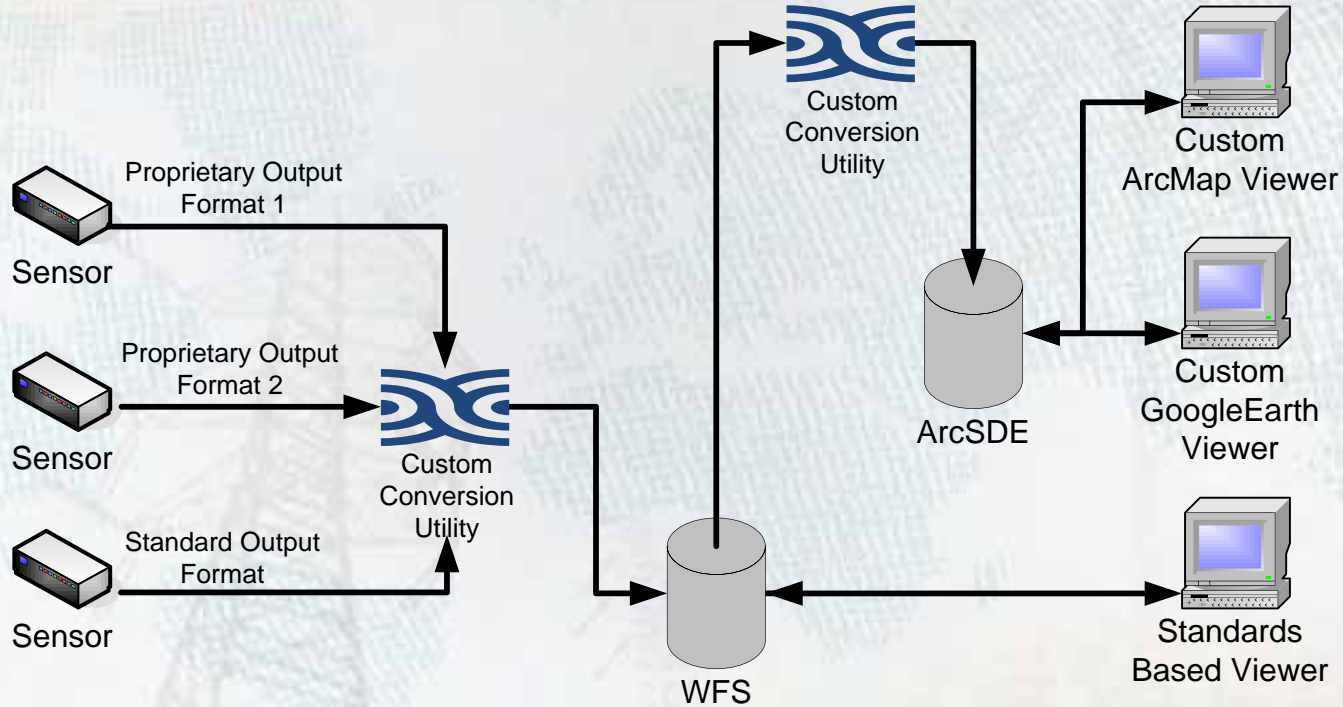 Proprietary Output
Format 1
Sensor
Proprietary Output
Format 2
Sensor
Standard Output
Format
Sensor
Custom
Conversion
Utility
WFS
Custom
Conversion
Utility
ArcSDE
Custom
ArcMap Viewer
Custom
GoogleEarth
Viewer
Standards
Based Viewer